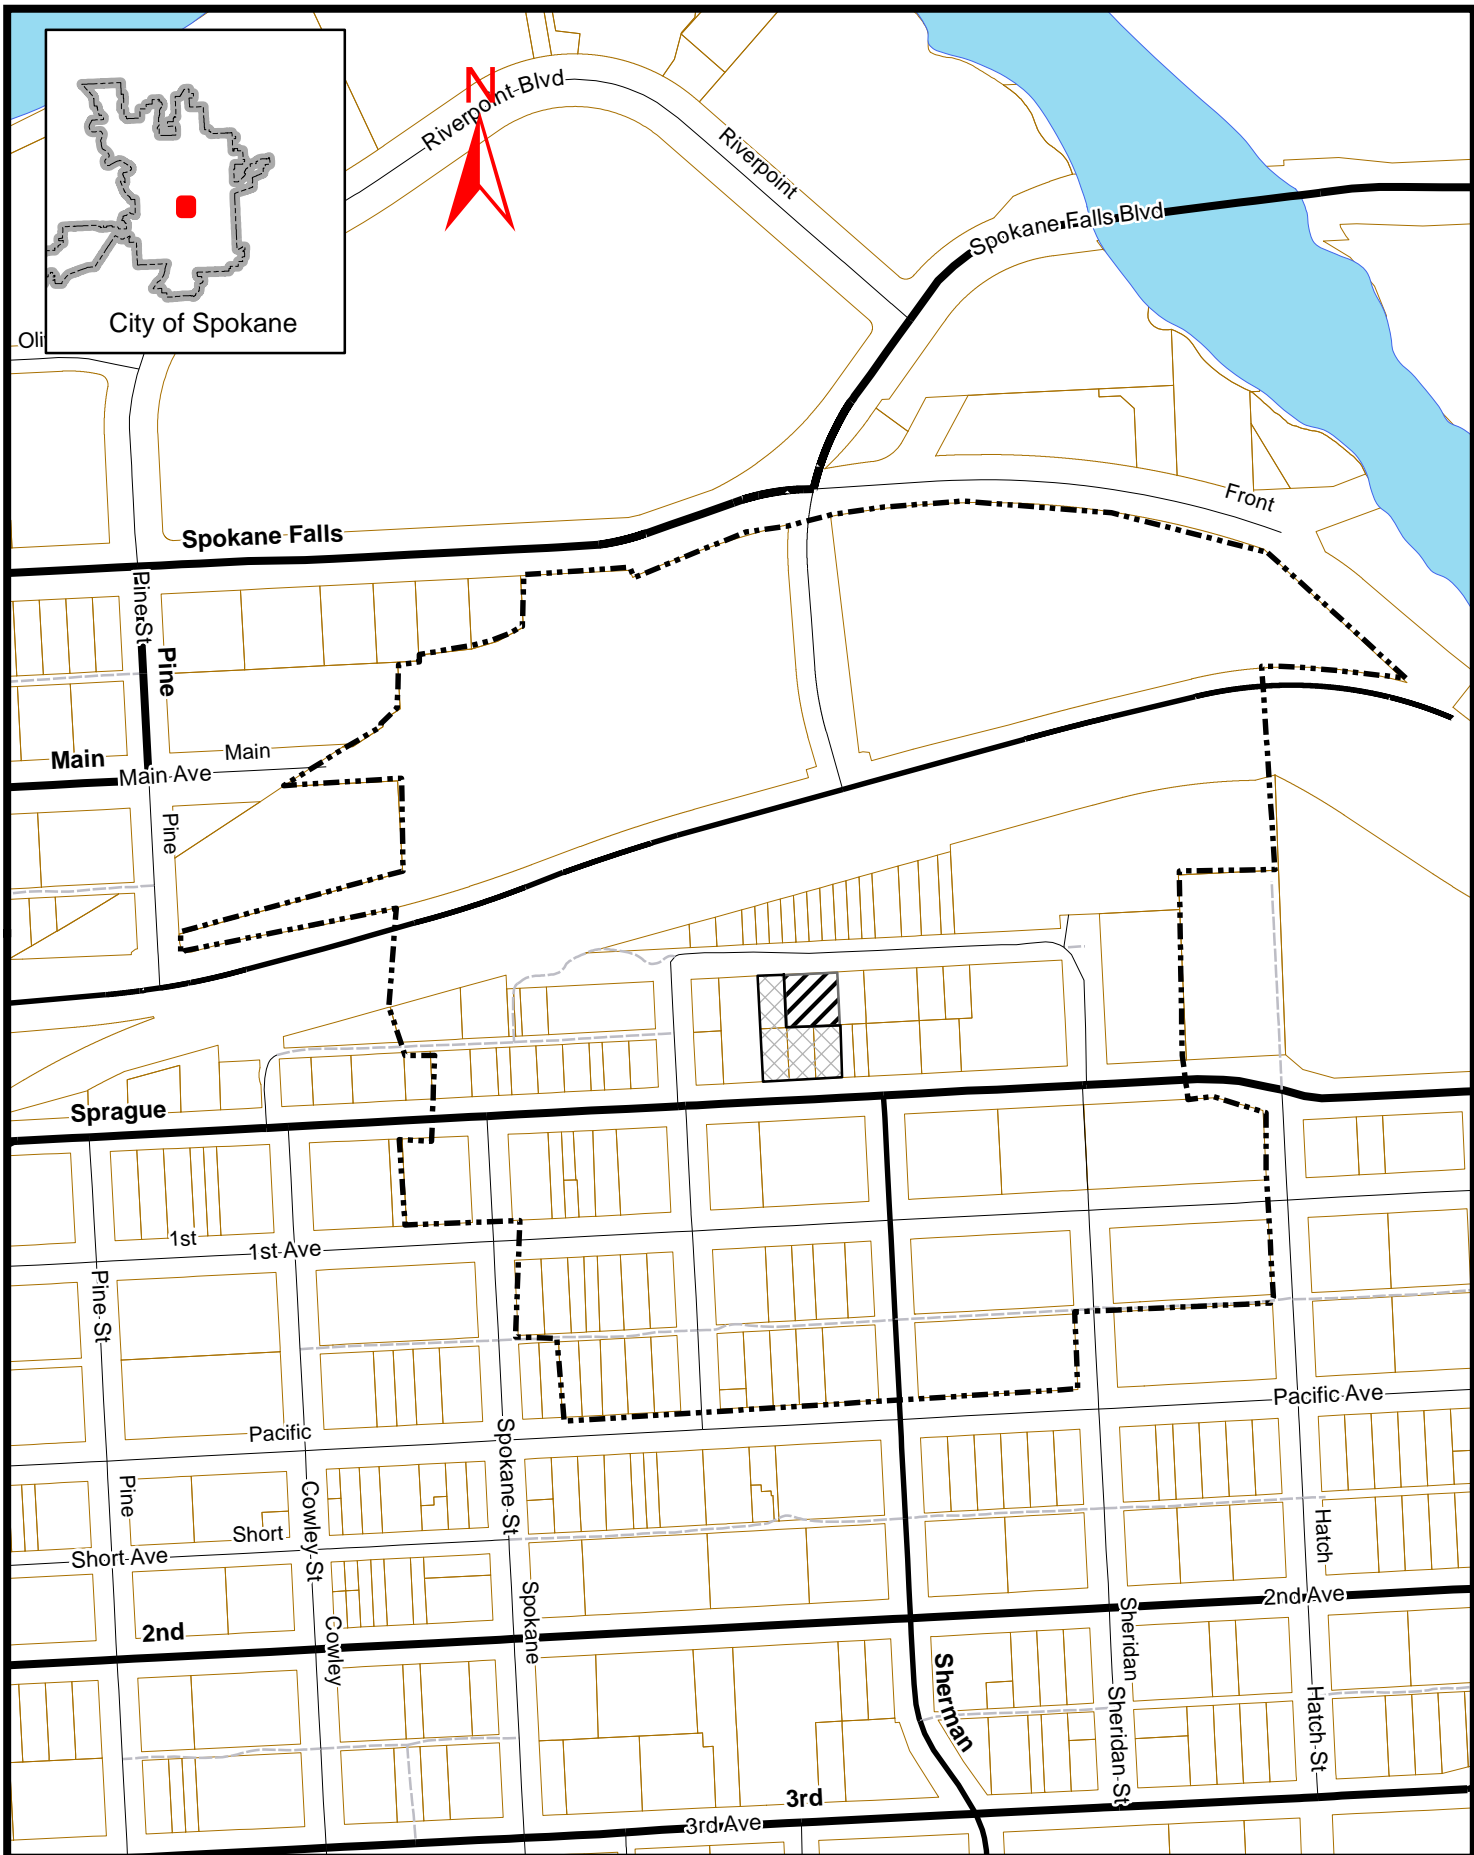 N
Riverpoint Blvd
Riverpoint
Spokane Falls Blvd
City of Spokane
Front
Spokane Falls
Pine St
Pine
Main
Main
Main Ave
Pine
Sprague
1st
1st Ave
Pine St
Pacific Ave
Pacific
Spokane St
Pine
Cowley St
Short
Short Ave
Hatch
2nd Ave
2nd
Spokane
Cowley
Sheridan
Sherman
Sheridan St
Hatch St
3rd
3rd Ave